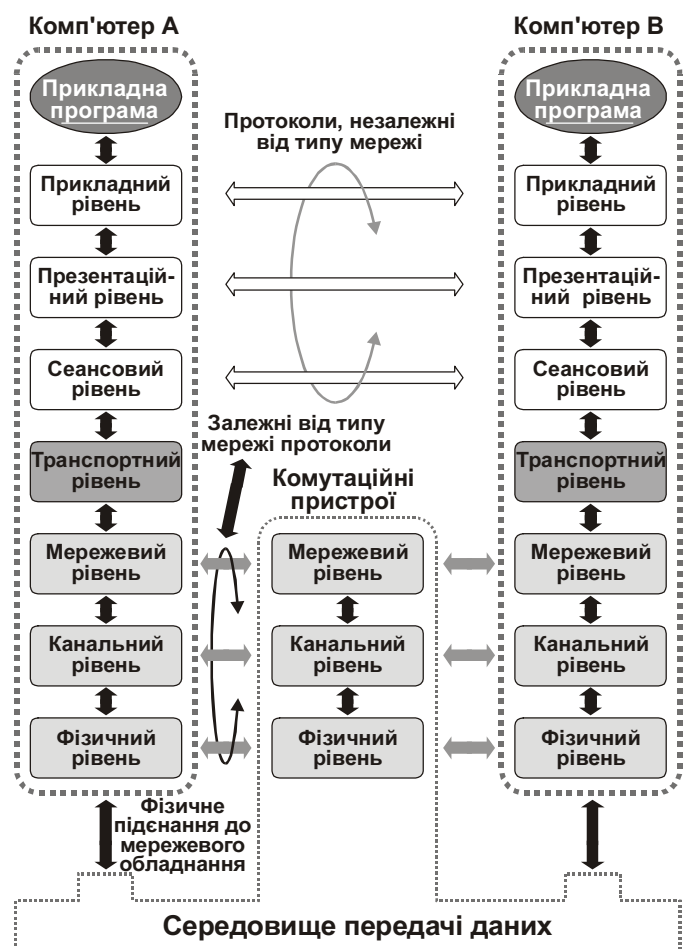 Комп'ютер А
Комп'ютер В
Прикладна
програма
Прикладна
програма
Протоколи, незалежні
від типу мережі
Прикладний
рівень
Прикладний
рівень
Презентацій-
ний рівень
Презентацій-
ний рівень
Сеансовий
рівень
Сеансовий
рівень
Залежні від типу
мережі протоколи
Транспортний
рівень
Комутаційні
пристрої
Транспортний
рівень
Мережевий
рівень
Мережевий
рівень
Мережевий
рівень
Канальний
рівень
Канальний
рівень
Канальний
рівень
Фізичний
рівень
Фізичний
рівень
Фізичний
рівень
Фізичне
підєнання до
мережевого
обладнання
Середовище передачі даних